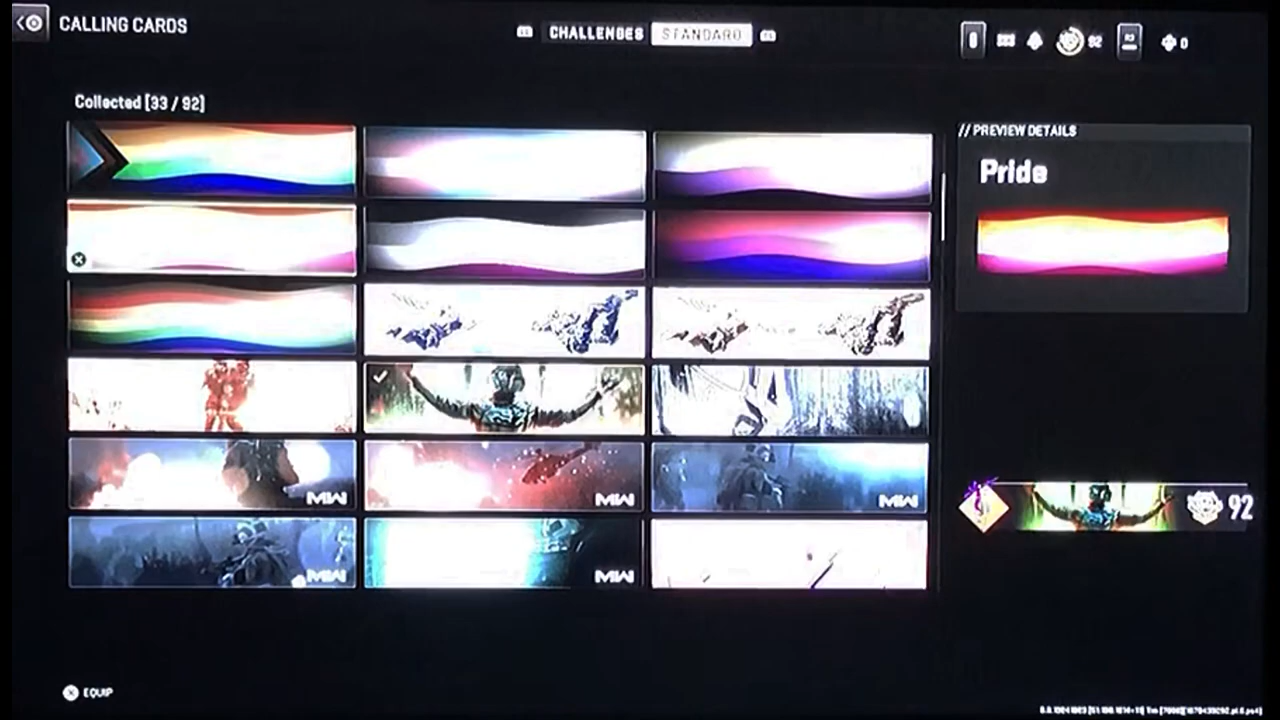 CALLING CARDS
CHALLENGES STANDARD
92
0
Collected [33 / 92]
// PREVIEW DETAILS
Pride
MW
MW
MW
MW
MW
92
EQUIP